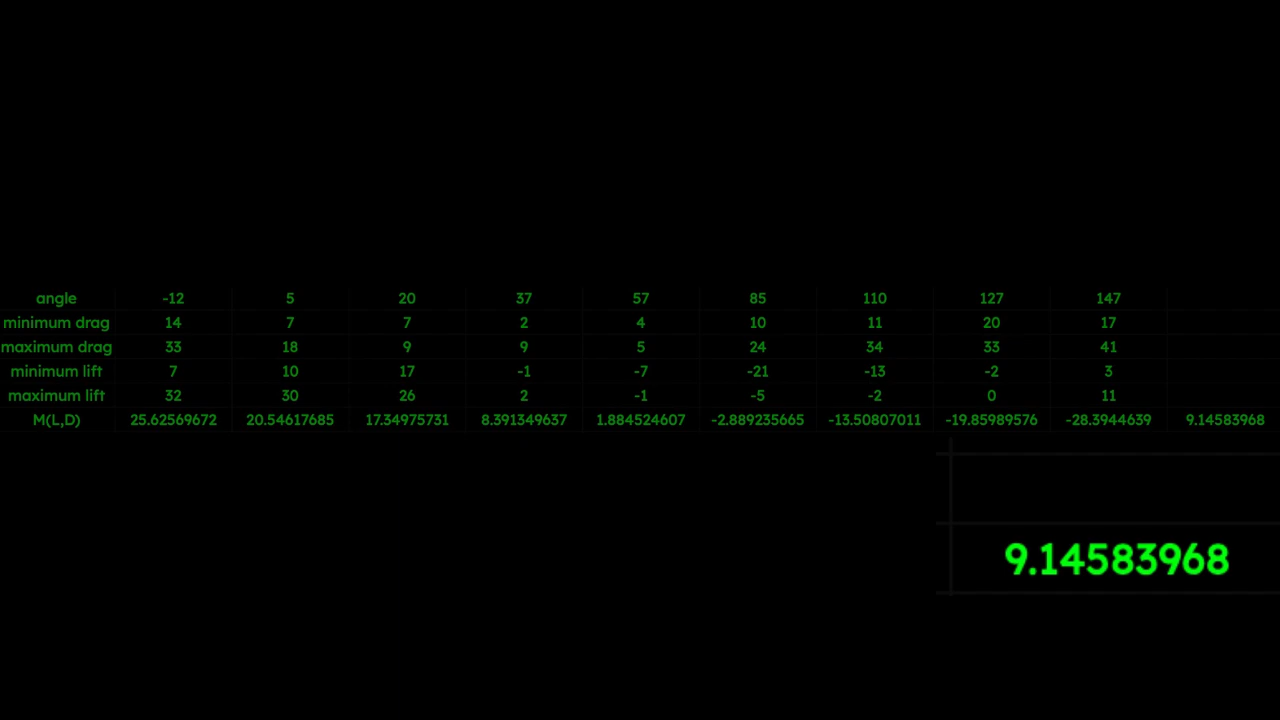 angle -12 5 20 37 57 85 110 127 147
minimum drag 14 7 7 2 4 10 11 20 17
maximum drag 33 18 9 9 5 24 34 33 41
minimum lift 7 10 17 -1 -7 -21 -13 -2 3
maximum lift 32 30 26 2 -1 -5 -2 0 11
M(L,D) 25.62569672 20.54617685 17.34975731 8.391349637 1.884524607 -2.889235665 -13.50807011 -19.85989576 -28.3944639 9.14583968
9.14583968